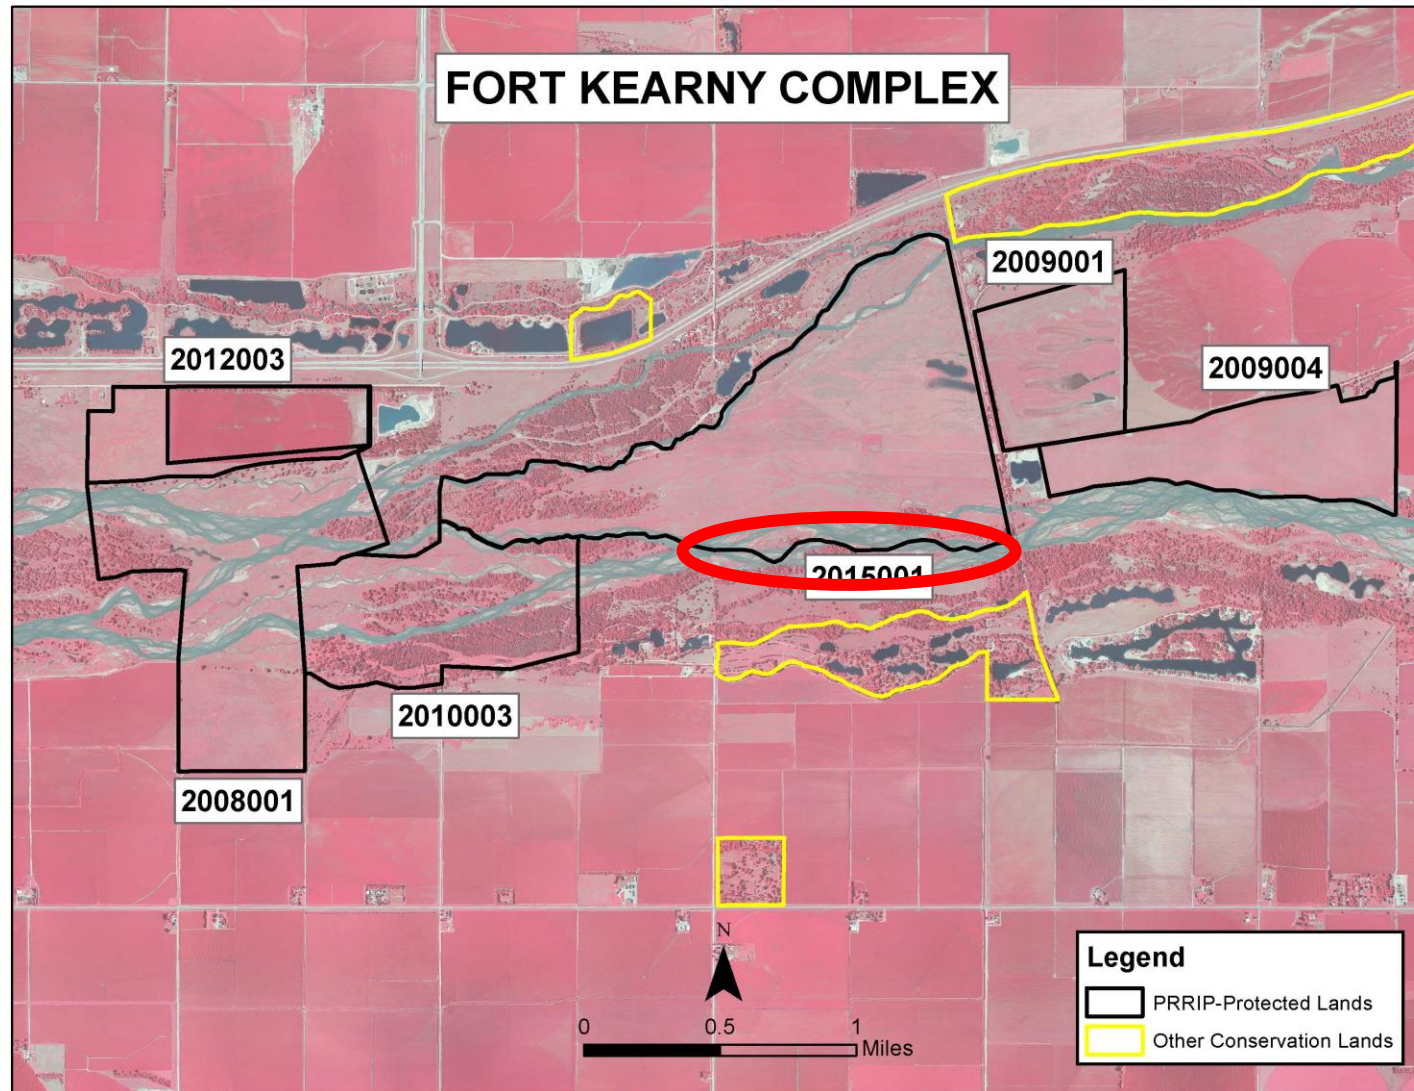 FORT KEARNY COMPLEX
2009001
2012003
2009004
2015001
2010003
2008001
N
0 0.5 1
Miles
Legend
PRRIP-Protected Lands
Other Conservation Lands